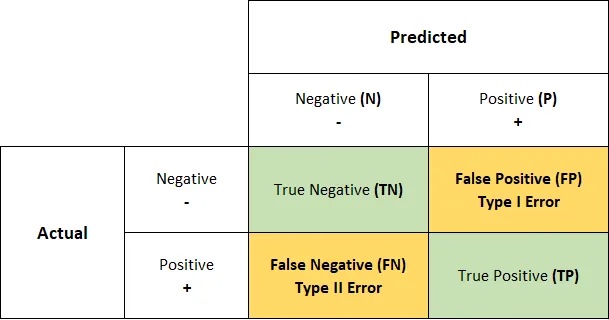 Predicted
Negative (N)
-
Positive (P)
+
Actual
Negative
-
True Negative (TN)
False Positive (FP)
Type I Error
Positive
+
False Negative (FN)
Type II Error
True Positive (TP)